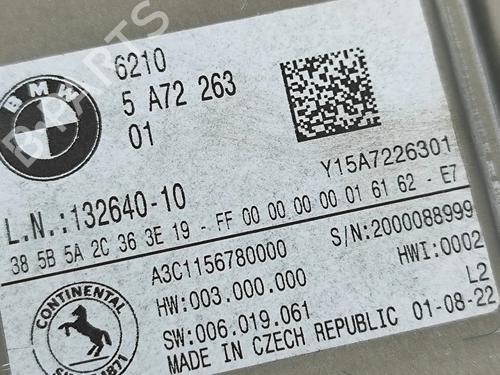 BMW
6210
5 A72 263
01
Y15A7226301
L.N.:132640-10
38 5B 5A 2C 36 3E 19 - FF 00 00 00 00 01 61 62 - E7
A3C1156780000
S/N:2000088999
HW:003.000.000
HWI:0002
SW:006.019.061
L2
MADE IN CZECH REPUBLIC 01-08-22
CONTINENTAL